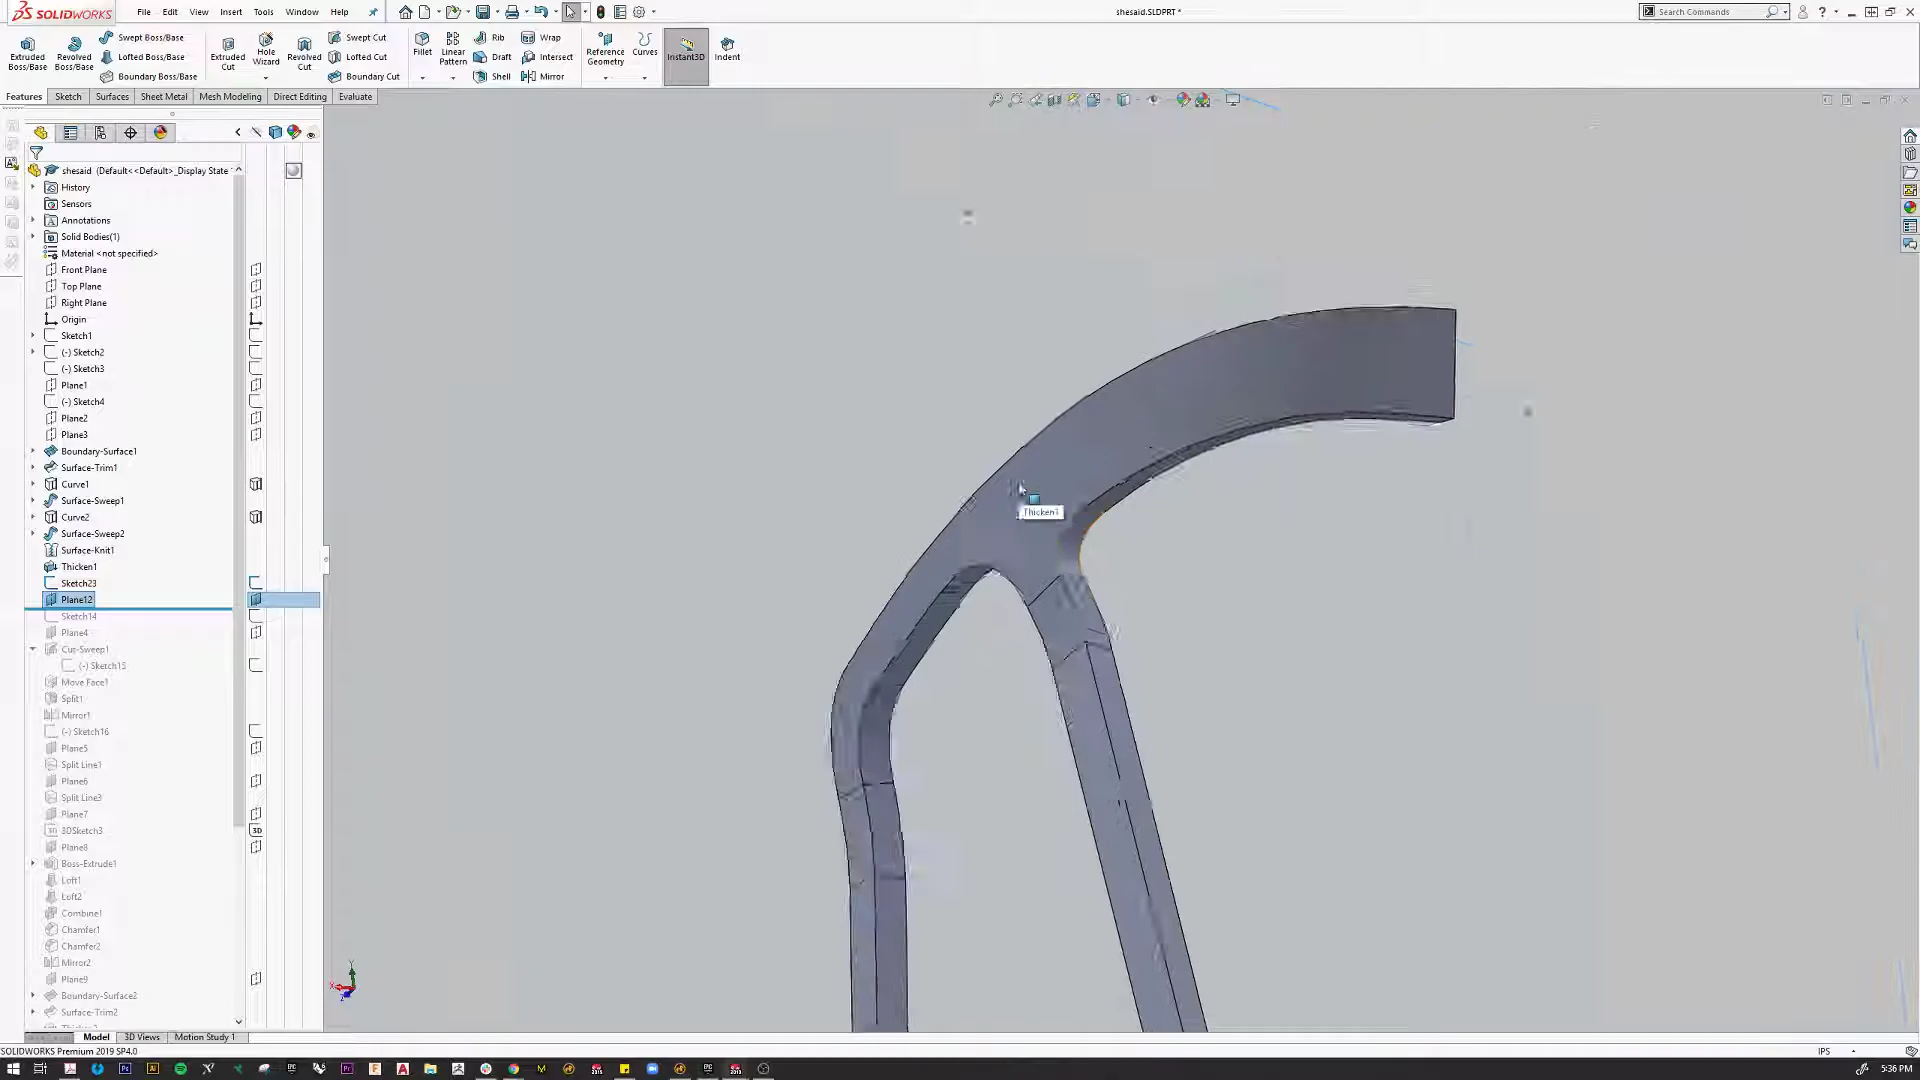 SOLIDWORKS File Edit View Insert Tools Window Help shesaid.SLDPRT * Search Commands
Extruded Boss/Base Revolved Boss/Base Swept Boss/Base Lofted Boss/Base Boundary Boss/Base Extruded Cut Hole Wizard Revolved Cut Swept Cut Lofted Cut Boundary Cut Fillet Linear Pattern Rib Draft Shell Wrap Intersect Mirror Reference Geometry Curves Instant3D Indent
Features Sketch Surfaces Sheet Metal Mesh Modeling Direct Editing Evaluate
shesaid (Default<<Default>_Display State
History
Sensors
Annotations
Solid Bodies(1)
Material <not specified>
Front Plane
Top Plane
Right Plane
Origin
Sketch1
(-) Sketch2
(-) Sketch3
Plane1
(-) Sketch4
Plane2
Plane3
Boundary-Surface1
Surface-Trim1
Curve1
Surface-Sweep1
Curve2
Surface-Sweep2
Surface-Knit1
Thicken1
Sketch23
Plane12
Sketch14
Plane4
Cut-Sweep1
(-) Sketch15
Move Face1
Split1
Mirror1
(-) Sketch16
Plane5
Split Line1
Plane6
Split Line3
Plane7
3DSketch3
Plane8
Boss-Extrude1
Loft1
Loft2
Combine1
Chamfer1
Chamfer2
Mirror2
Plane9
Boundary-Surface2
Surface-Trim2
Thicken1
Model 3D Views Motion Study 1
SOLIDWORKS Premium 2019 SP4.0 IPS
5:36 PM